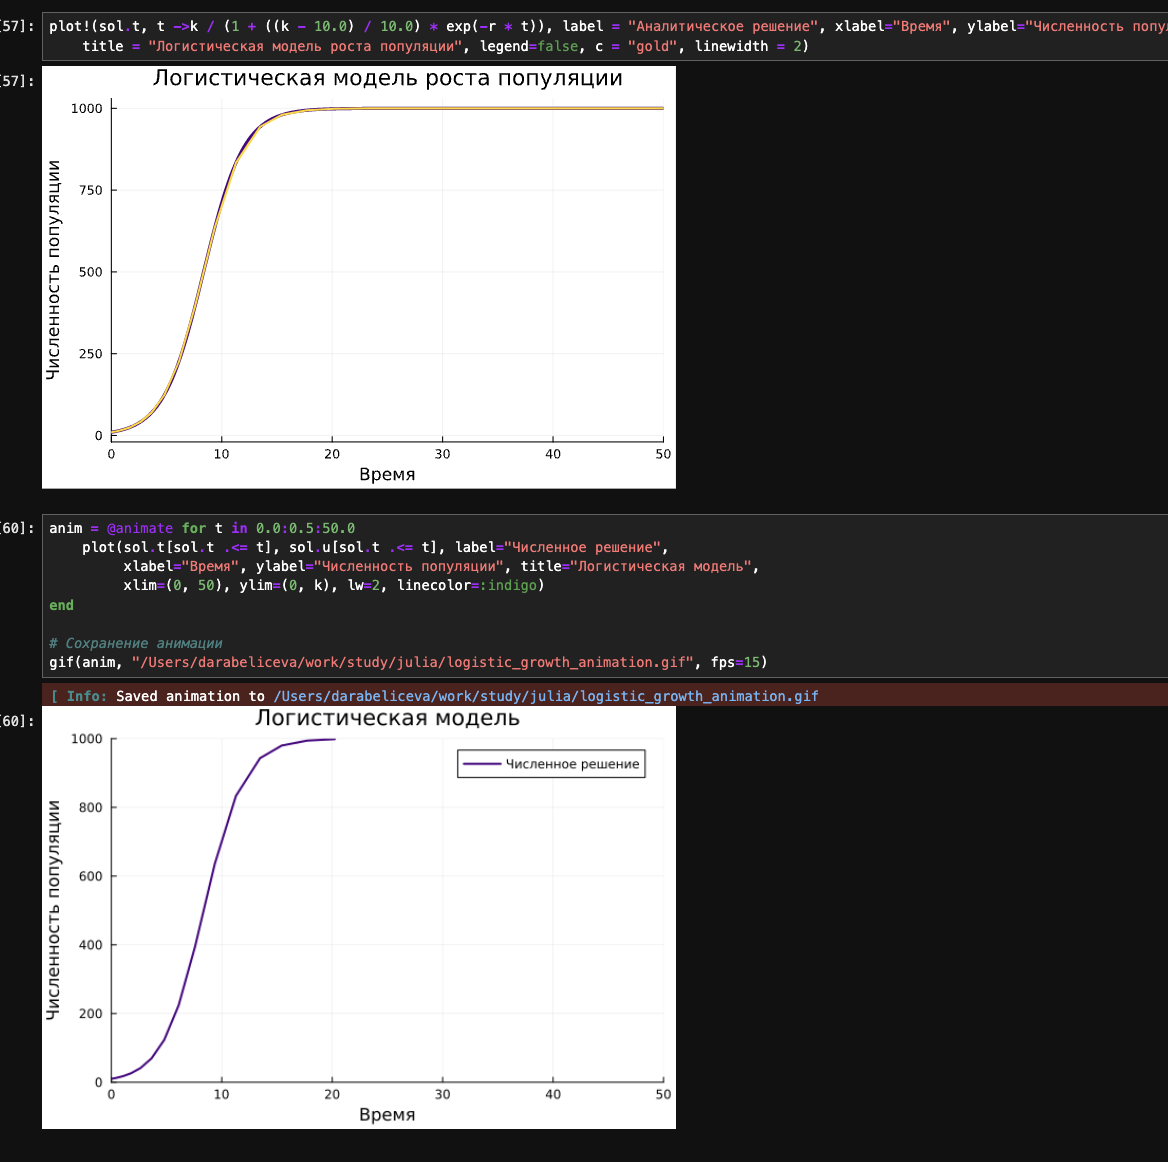 [57]: plot!(sol.t, t ->k / (1 + ((k - 10.0) / 10.0) * exp(-r * t)), label = "Аналитическое решение", xlabel="Время", ylabel="Численность
title = "Логистическая модель роста популяции", legend=false, c = "gold", linewidth = 2)
[57]:
Логистическая модель роста популяции
Численность популяции
1000
750
500
250
0
0 10 20 30 40 50
Время
[60]: anim = @animate for t in 0.0:0.5:50.0
plot(sol.t[sol.t .<= t], sol.u[sol.t .<= t], label="Численное решение",
xlabel="Время", ylabel="Численность популяции", title="Логистическая модель",
xlim=(0, 50), ylim=(0, k), lw=2, linecolor=:indigo)
end
# Сохранение анимации
gif(anim, "/Users/darabeliceva/work/study/julia/logistic_growth_animation.gif", fps=15)
[ Info: Saved animation to /Users/darabeliceva/work/study/julia/logistic_growth_animation.gif
[60]:
Логистическая модель
Численное решение
Численность популяции
1000
800
600
400
200
0
0 10 20 30 40 50
Время